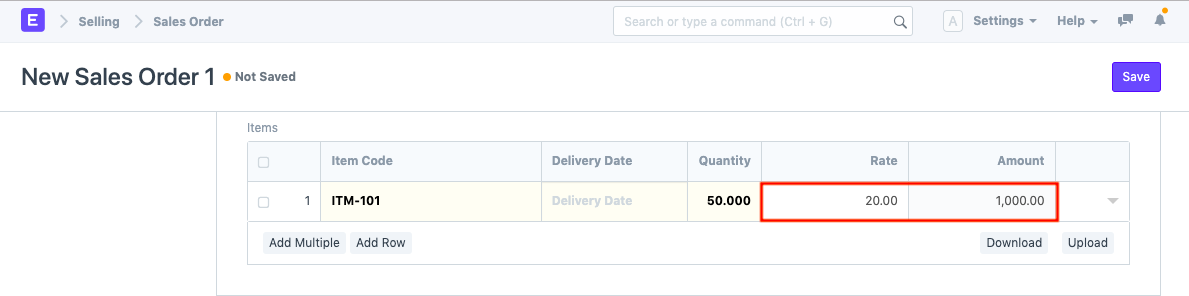 E Selling Sales Order Search or type a command (Ctrl + G) A Settings Help
New Sales Order 1 Not Saved Save
Items
Item Code Delivery Date Quantity Rate Amount
1 ITM-101 Delivery Date 50.000 20.00 1,000.00
Add Multiple Add Row Download Upload